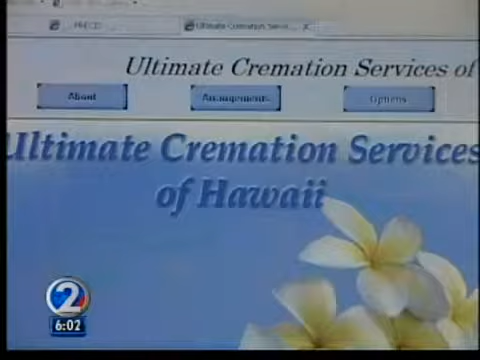 Ultimate Cremation Services of
About
Arrangements
Options
Ultimate Cremation Services
of Hawaii
2
6:02